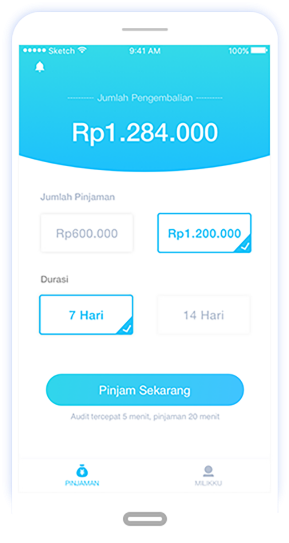 Sketch 9:41 AM 100%
Jumlah Pengembalian
Rp1.284.000
Jumlah Pinjaman
Rp600.000 Rp1.200.000
Durasi
7 Hari 14 Hari
Pinjam Sekarang
Audit tercepat 5 menit, pinjaman 20 menit
PINJAMAN MILIKKU